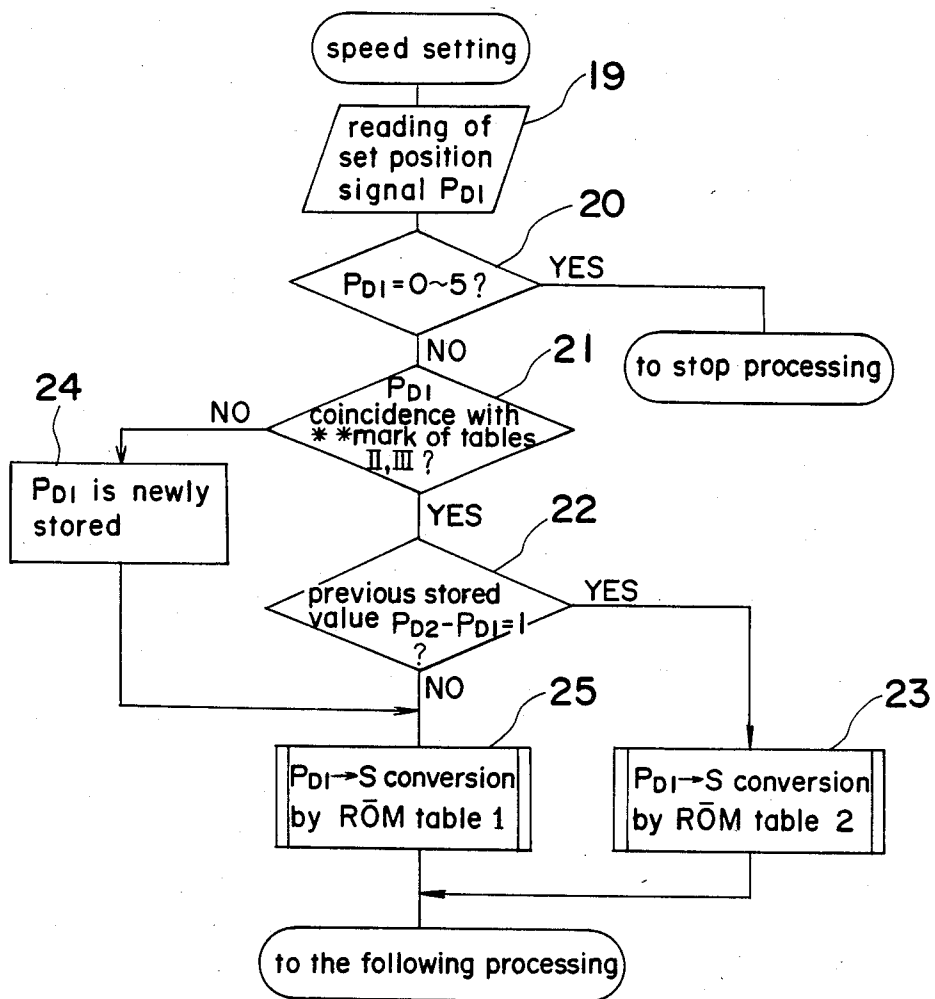 speed setting
19
reading of
set position
signal PD1
20
PD1=0~5?
YES
NO
to stop processing
21
PD1
coincidence with
**mark of tables
II, III ?
NO
24
PD1 is newly
stored
YES
22
previous stored
value PD2-PD1=1
?
YES
NO
25
23
PD1→S conversion
by RŌM table 1
PD1→S conversion
by RŌM table 2
to the following processing